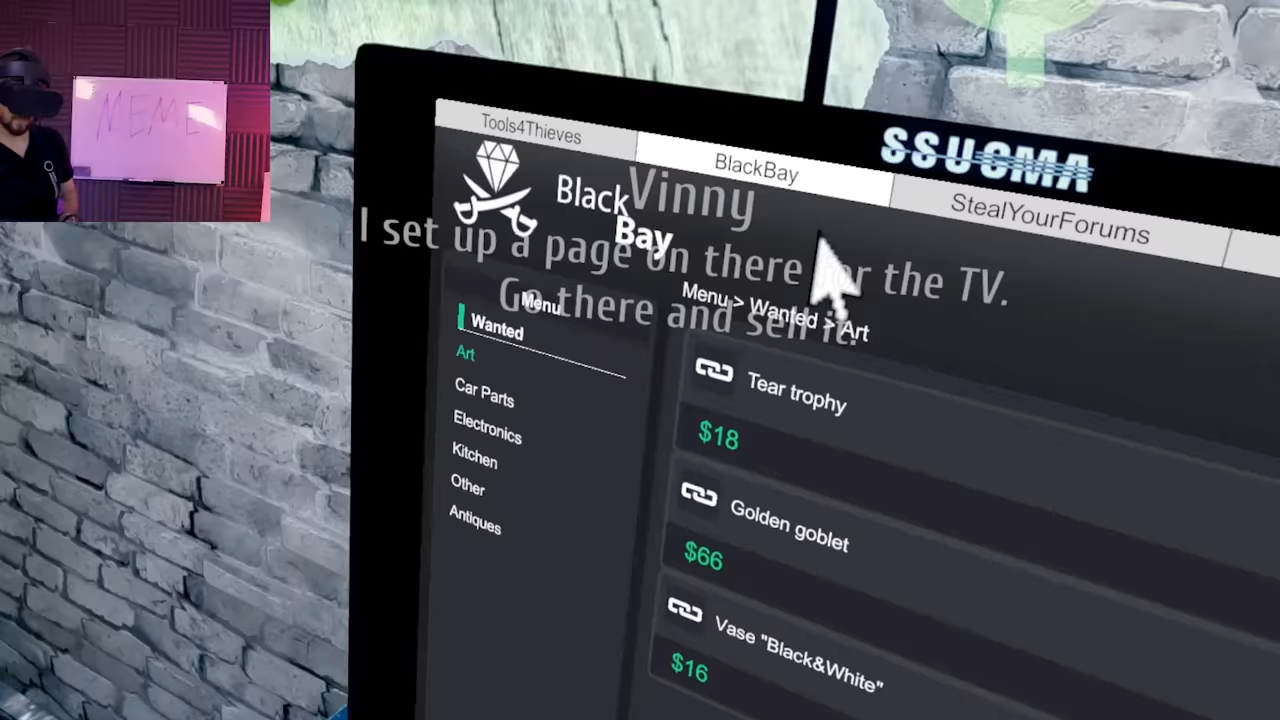 MEME
Tools4Thieves
BlackBay
StealYourForums
SSUGMA
Black
Bay
Vinny
I set up a page on there for the TV.
Go there and sell it.
Menu
Wanted
Art
Car Parts
Electronics
Kitchen
Other
Antiques
Menu > Wanted > Art
Tear trophy
$18
Golden goblet
$66
Vase "Black&White"
$16